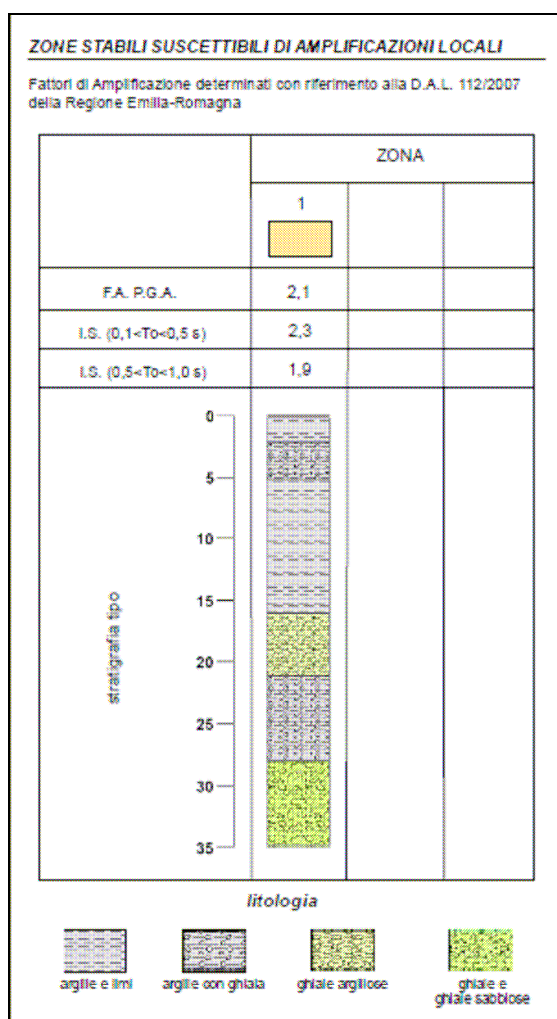 ZONE STABILI SUSCETTIBILI DI AMPLIFICAZIONI LOCALI
Fattori di Amplificazione determinati con riferimento alla D.A.L. 112/2007
della Regione Emilia-Romagna
ZONA
1
F.A. P.G.A. 2,1
I.S. (0,1<To<0,5 s) 2,3
I.S. (0,5<To<1,0 s) 1,9
stratigrafia tipo
0
5
10
15
20
25
30
35
litologia
argille e limi
argille con ghiaia
ghiaie argillose
ghiaie e
ghiaie sabbiose